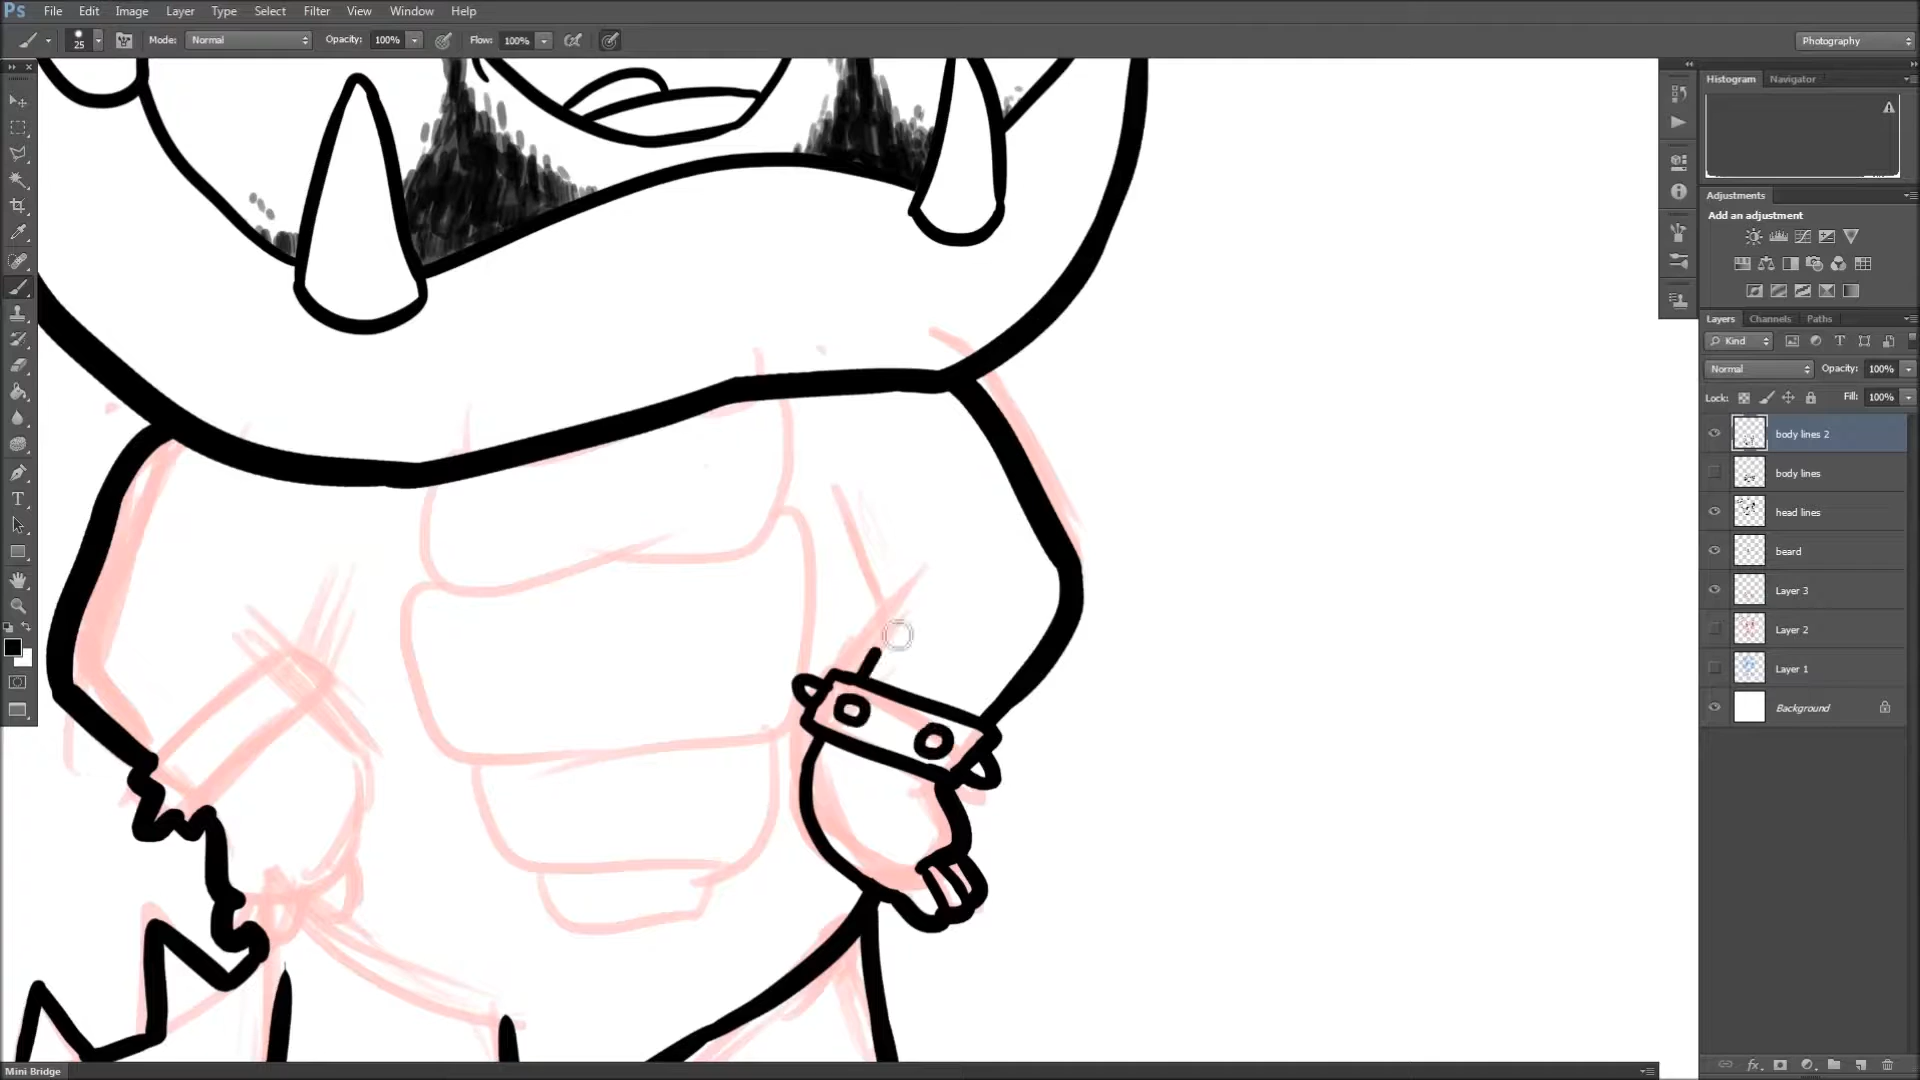 Ps File Edit Image Layer Type Select Filter View Window Help
25 Mode: Normal Opacity: 100% Flow: 100% Photography
Histogram Navigator
Adjustments
Add an adjustment
Layers Channels Paths
Kind
Normal Opacity: 100%
Lock: Fill: 100%
body lines 2
body lines
head lines
beard
Layer 3
Layer 2
Layer 1
Background
Mini Bridge